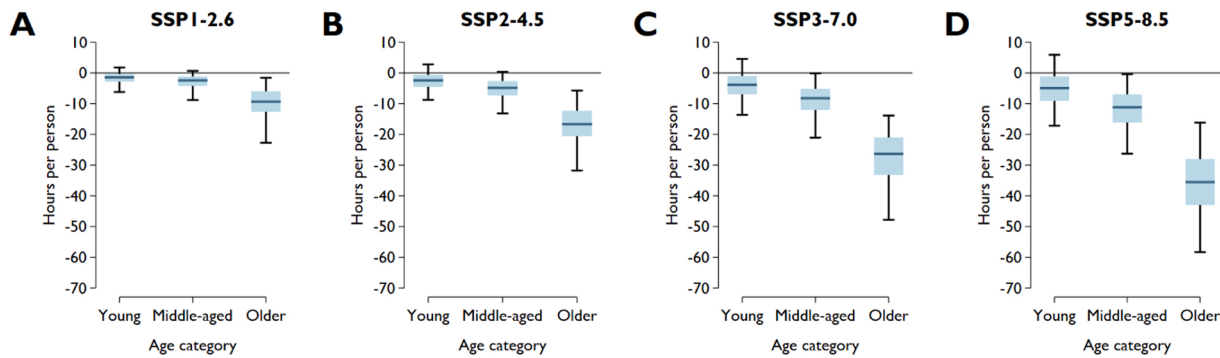 A
SSP1-2.6
10
0
-10
-20
-30
-40
-50
-60
-70
Hours per person
Young
Middle-aged
Older
Age category
B
SSP2-4.5
10
0
-10
-20
-30
-40
-50
-60
-70
Hours per person
Young
Middle-aged
Older
Age category
C
SSP3-7.0
10
0
-10
-20
-30
-40
-50
-60
-70
Hours per person
Young
Middle-aged
Older
Age category
D
SSP5-8.5
10
0
-10
-20
-30
-40
-50
-60
-70
Hours per person
Young
Middle-aged
Older
Age category